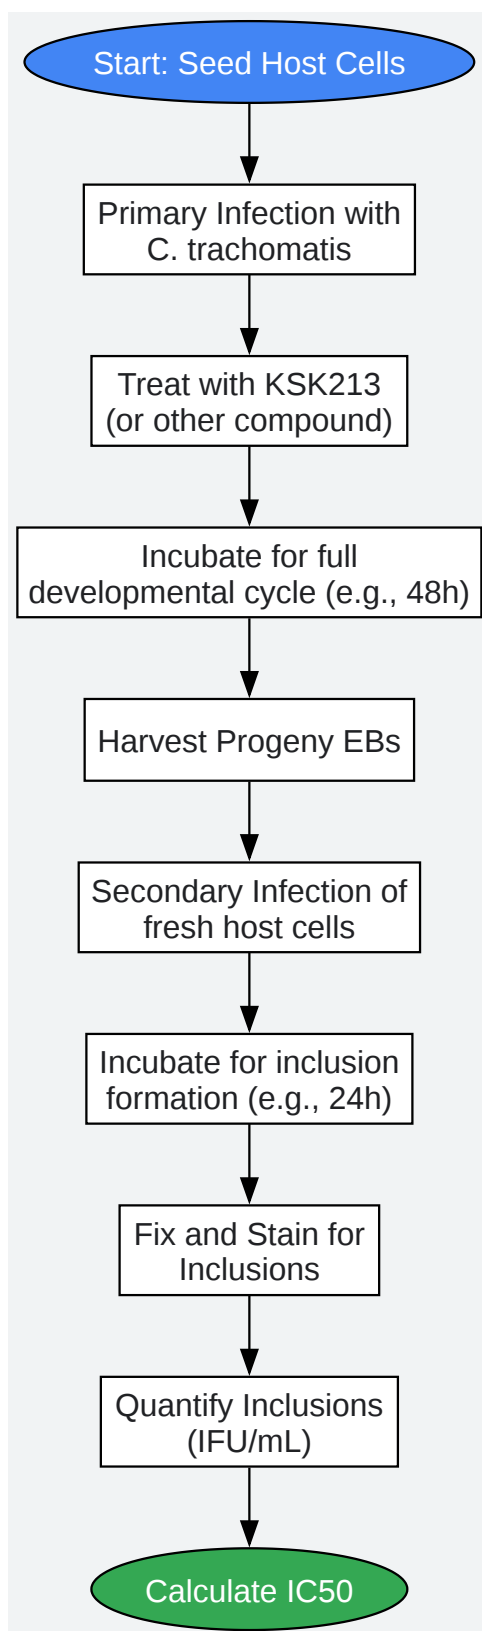 Start: Seed Host Cells
Primary Infection with
C. trachomatis
Treat with KSK213
(or other compound)
Incubate for full
developmental cycle (e.g., 48h)
Harvest Progeny EBs
Secondary Infection of
fresh host cells
Incubate for inclusion
formation (e.g., 24h)
Fix and Stain for
Inclusions
Quantify Inclusions
(IFU/mL)
Calculate IC50